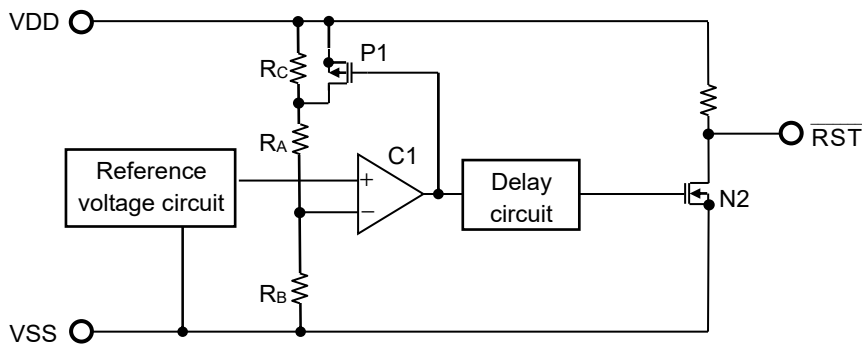 VDD
P1
RC
RA
C1
RST
Reference
voltage circuit
+
−
Delay
circuit
N2
RB
VSS